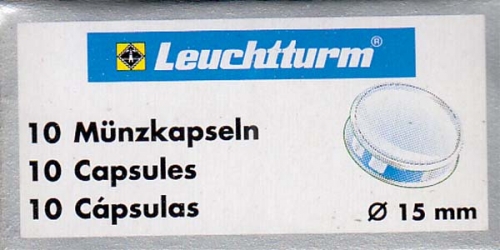 Leuchtturm®
10 Münzkapseln
10 Capsules
10 Cápsulas
Ø 15 mm